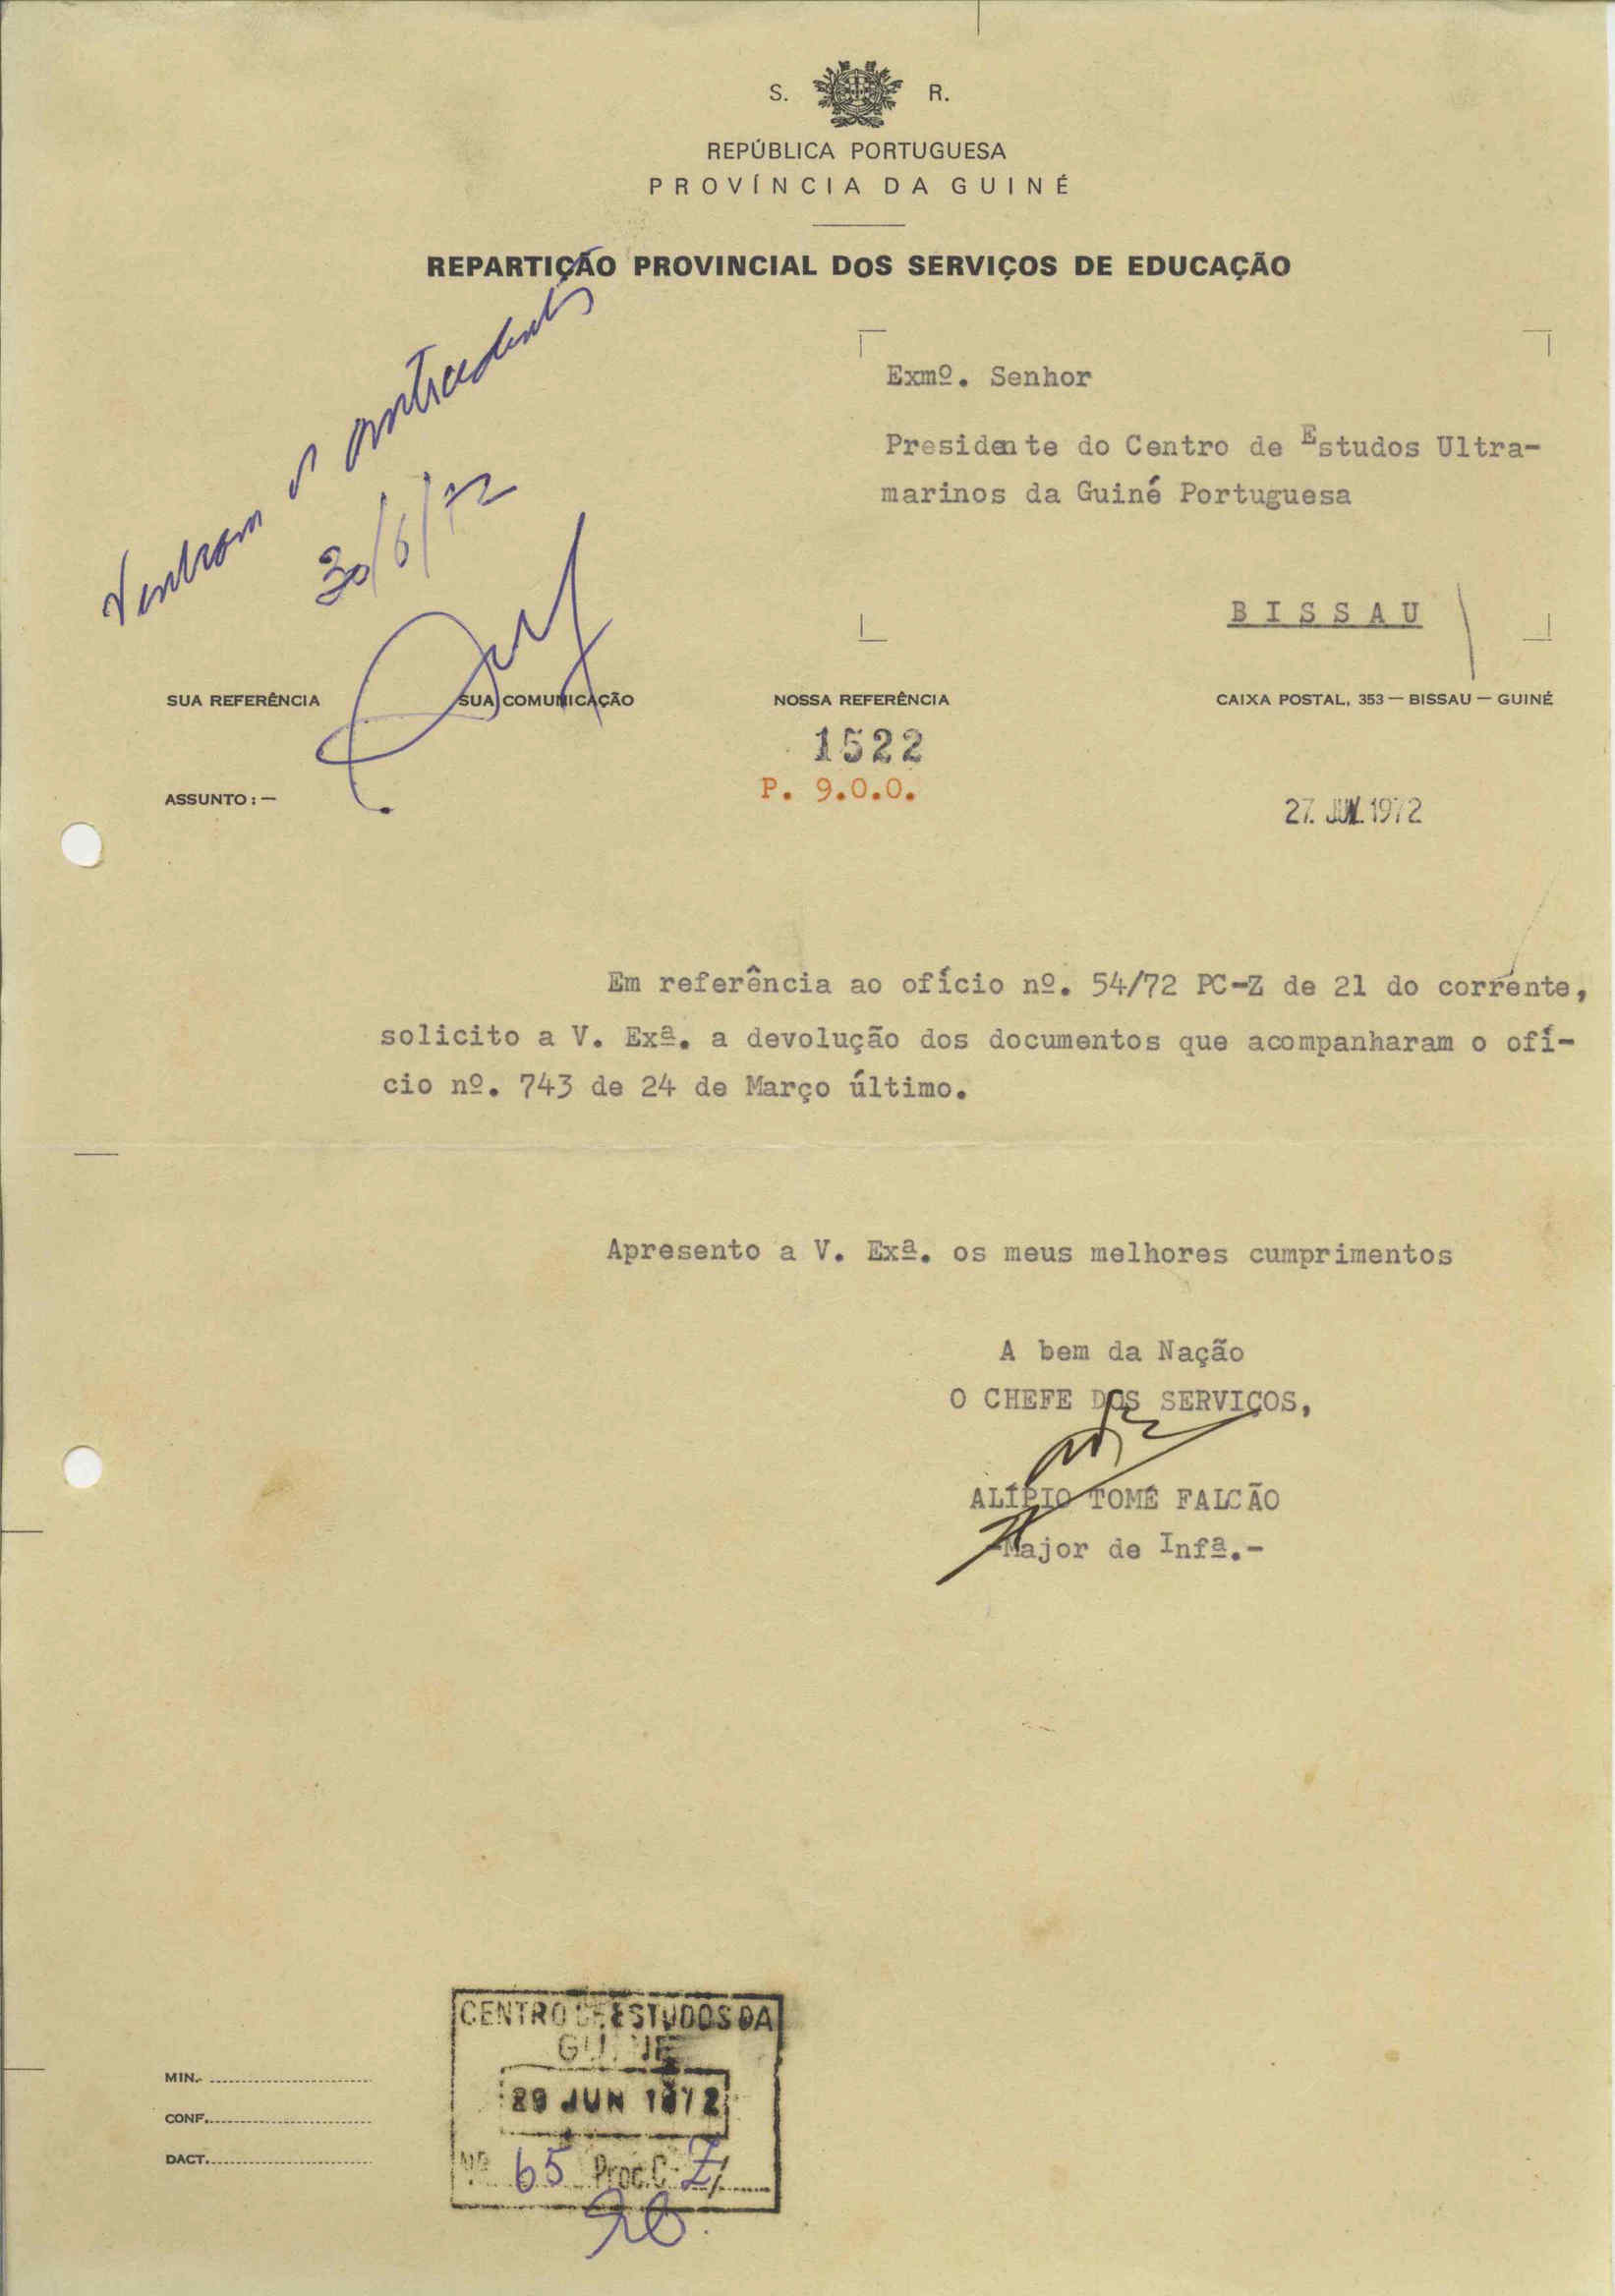 S. R.
REPÚBLICA PORTUGUESA
PROVÍNCIA DA GUINÉ
REPARTIÇÃO PROVINCIAL DOS SERVIÇOS DE EDUCAÇÃO
Exmº. Senhor
Presidente do Centro de Estudos Ultra-
marinos da Guiné Portuguesa
BISSAU
30/6/72
SUA REFERÊNCIA SUA COMUNICAÇÃO NOSSA REFERÊNCIA CAIXA POSTAL, 353 — BISSAU — GUINÉ
1522
P. 9.0.0.
ASSUNTO: —
27. JUN. 1972
Em referência ao ofício nº. 54/72 PC-Z de 21 do corrente,
solicito a V. Exª. a devolução dos documentos que acompanharam o ofí-
cio nº. 743 de 24 de Março último.
Apresento a V. Exª. os meus melhores cumprimentos
A bem da Nação
O CHEFE DOS SERVIÇOS,
ALÍPIO TOMÉ FALCÃO
-Major de Infª.-
CENTRO DE ESTUDOS DA
GUINÉ
29 JUN 1972
Nº 65 Proc. C-Z
MIN.
CONF.
DACT.